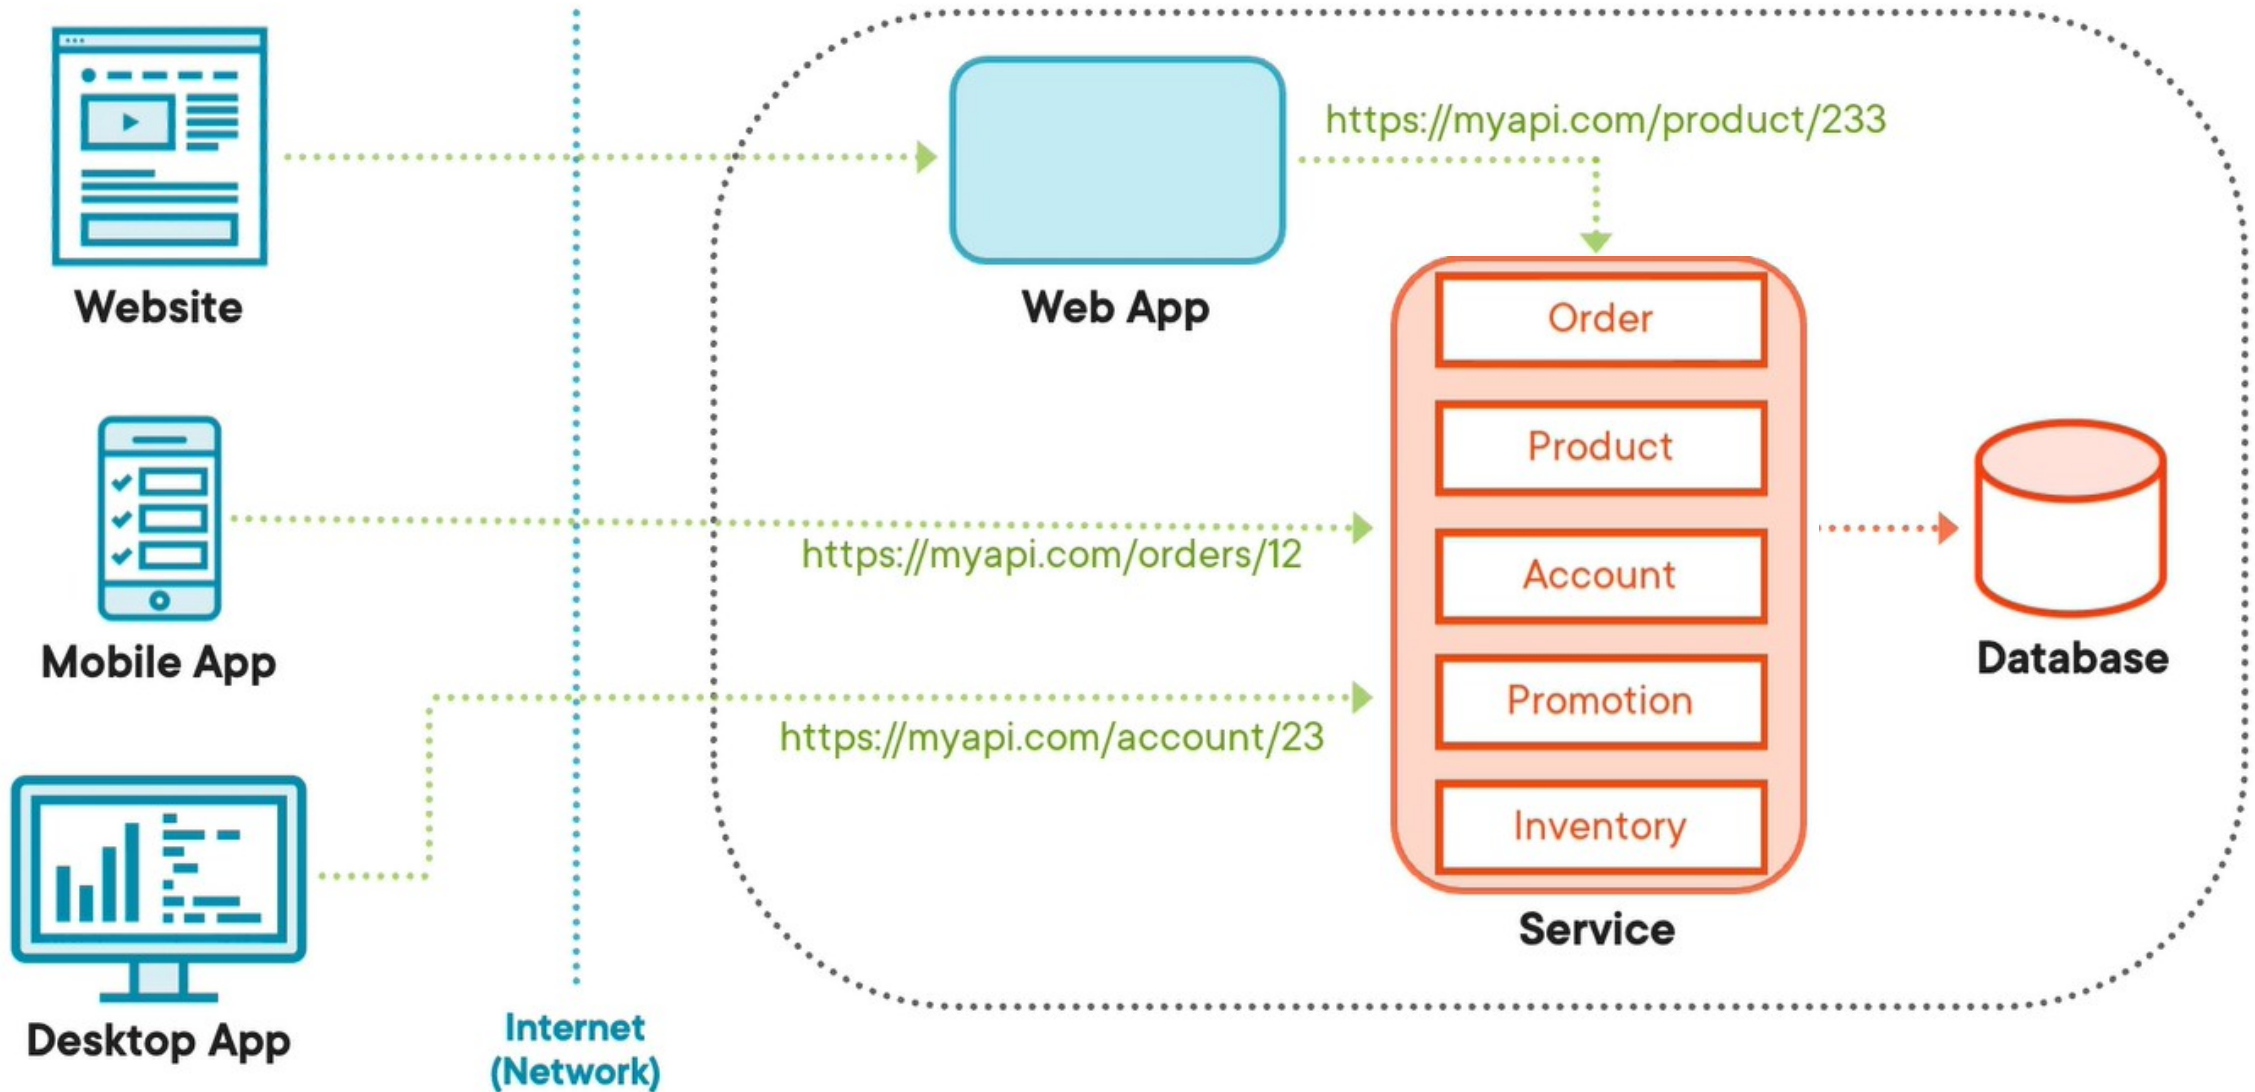 https://myapi.com/product/233
Website
Web App
Order
Product
https://myapi.com/orders/12
Account
Mobile App
Database
Promotion
https://myapi.com/account/23
Inventory
Service
Desktop App
Internet
(Network)